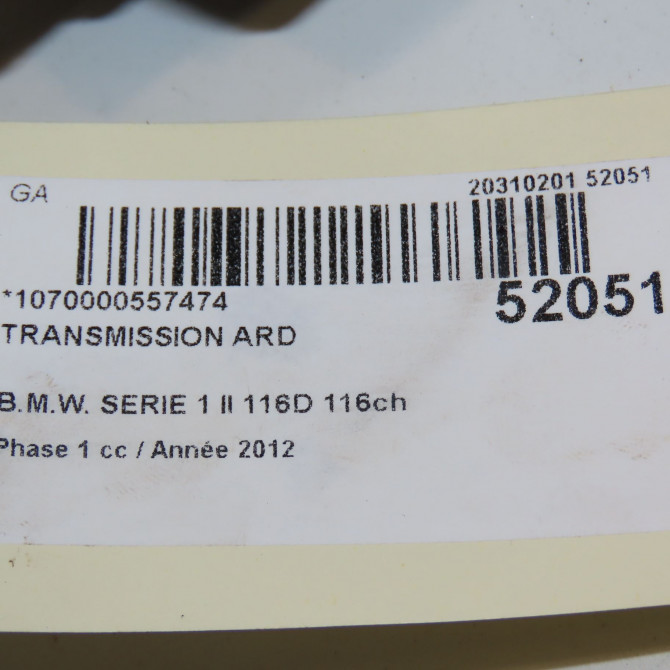 GA
20310201 52051
*1070000557474
52051
TRANSMISSION ARD
B.M.W. SERIE 1 II 116D 116ch
Phase 1 cc / Année 2012